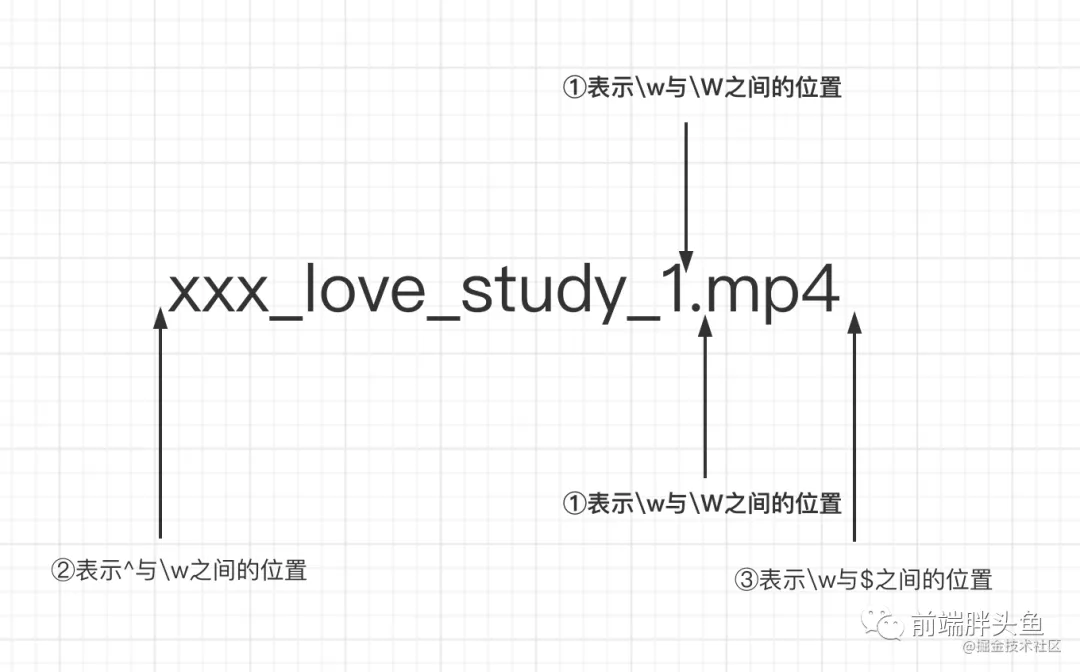 ①表示\w与\W之间的位置
xxx_love_study_1.mp4
①表示\w与\W之间的位置
②表示^与\w之间的位置
③表示\w与$之间的位置
前端胖头鱼
@掘金技术社区